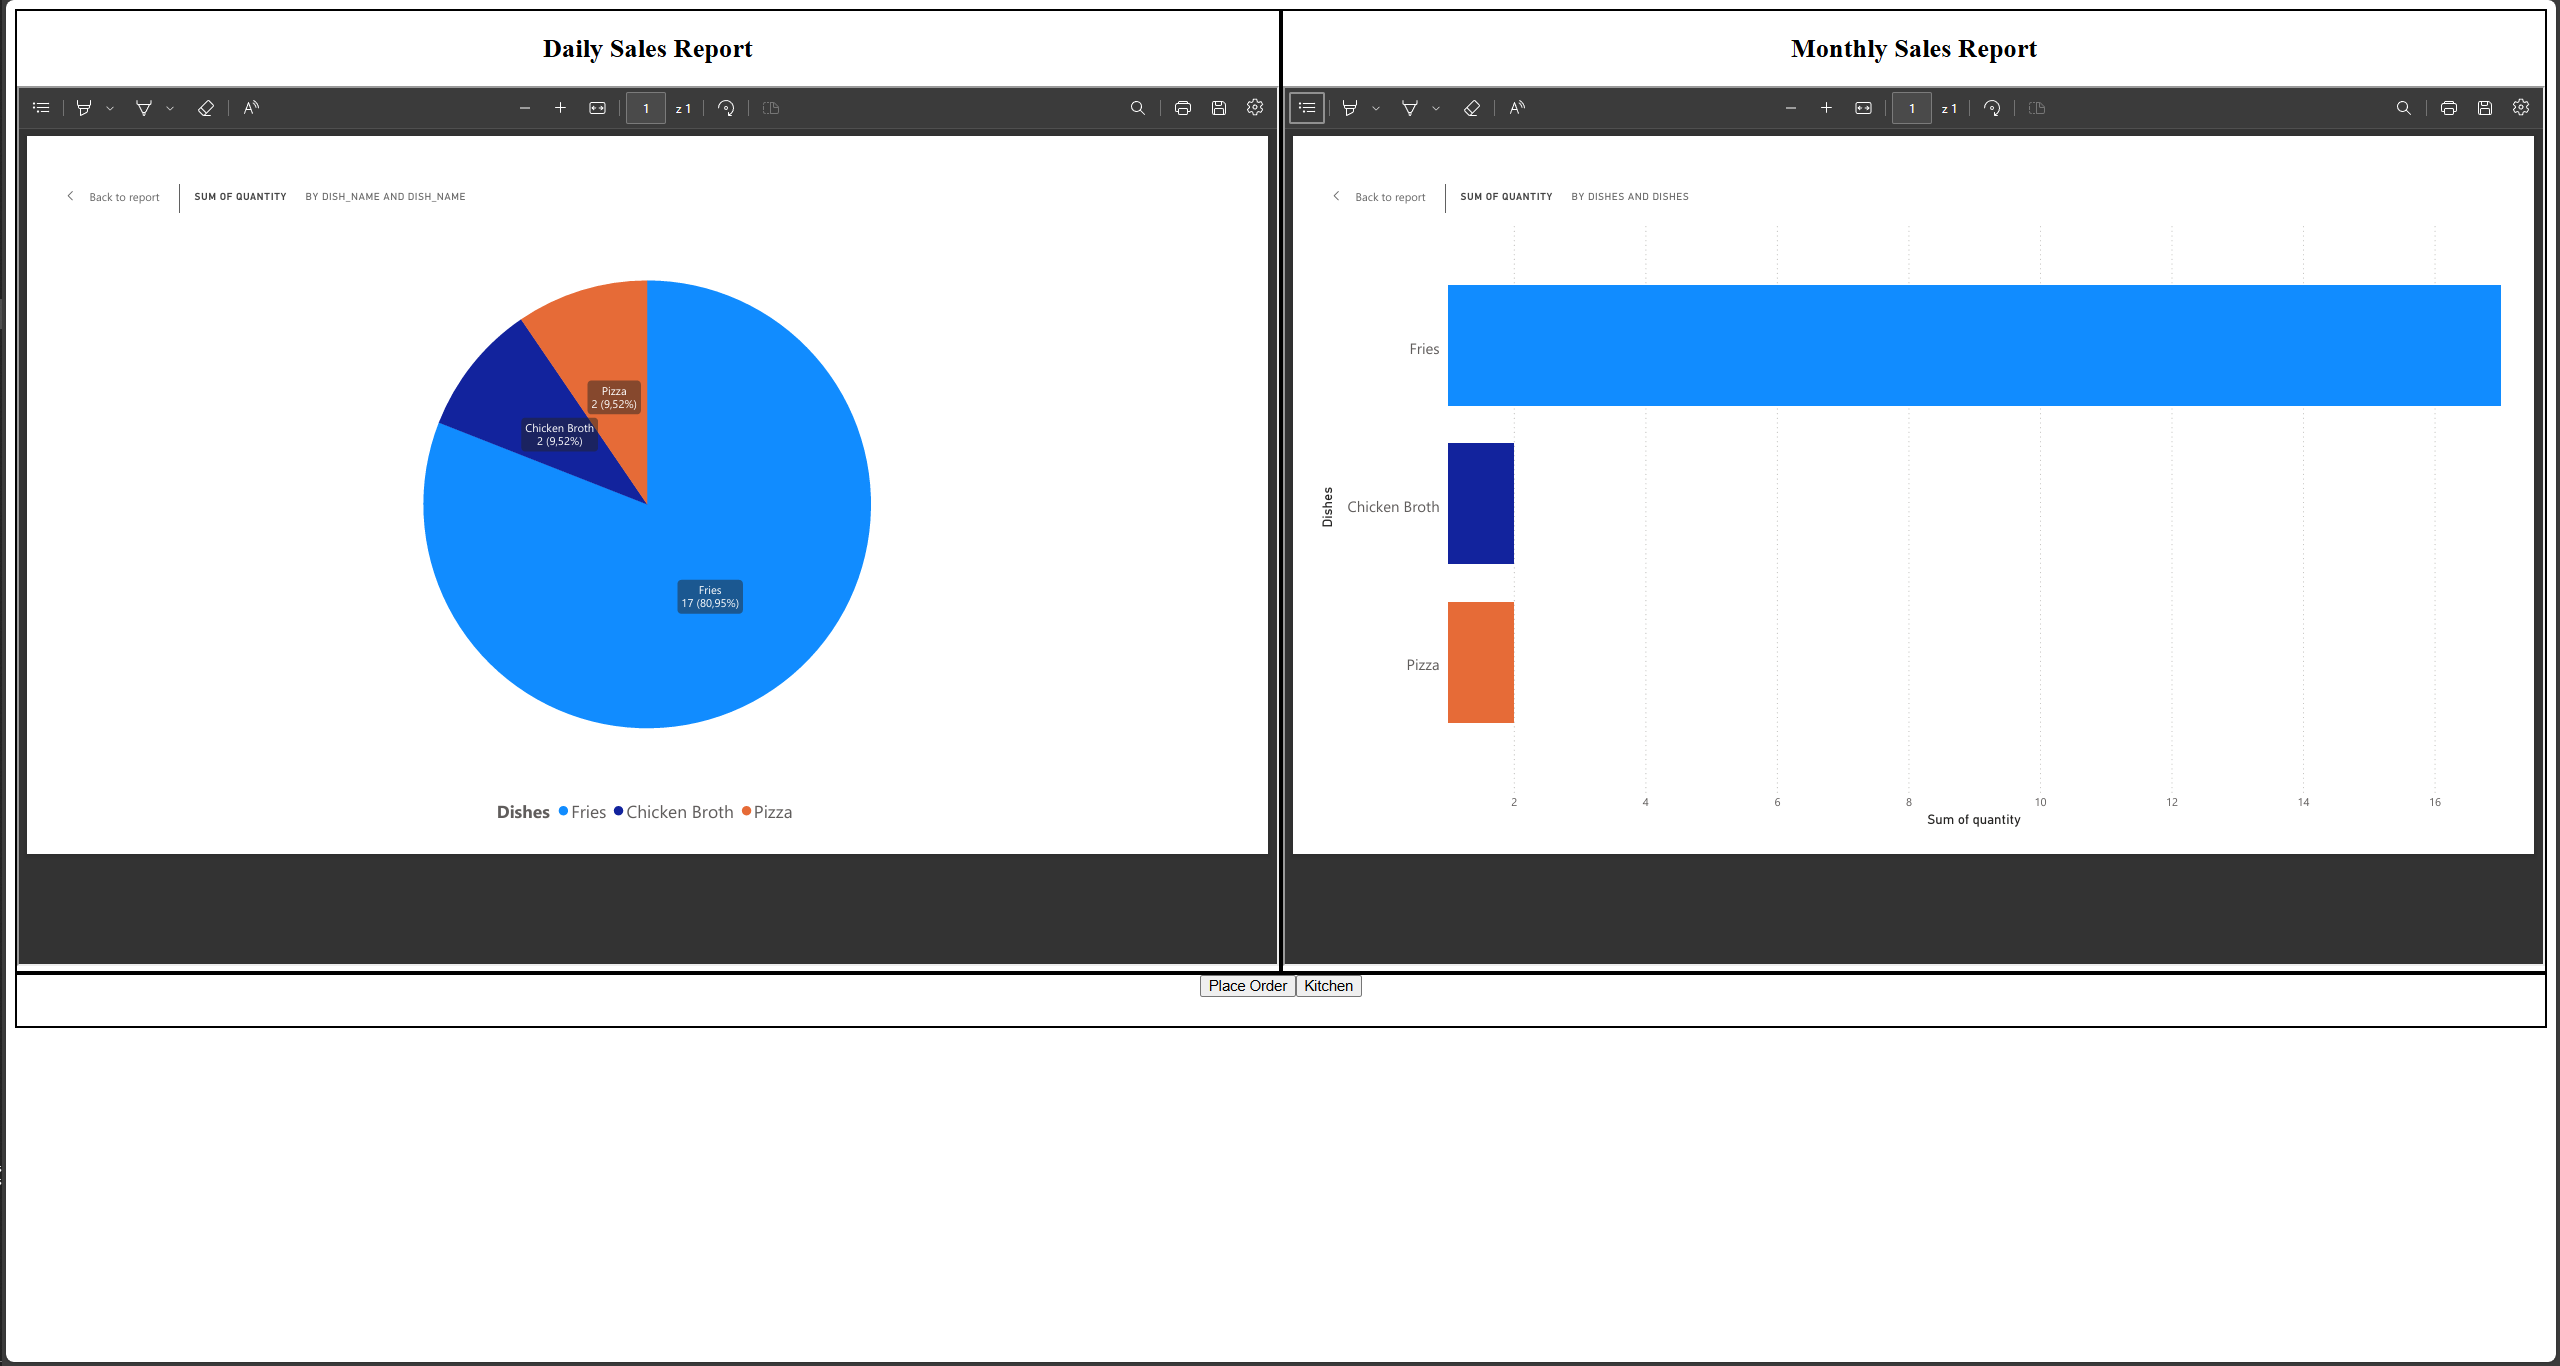 Daily Sales Report
1 z 1
Back to report SUM OF QUANTITY BY DISH_NAME AND DISH_NAME
Pizza
2 (9,52%)
Chicken Broth
2 (9,52%)
Fries
17 (80,95%)
Dishes Fries Chicken Broth Pizza
Monthly Sales Report
1 z 1
Back to report SUM OF QUANTITY BY DISHES AND DISHES
Fries
Dishes
Chicken Broth
Pizza
2 4 6 8 10 12 14 16
Sum of quantity
Place Order Kitchen